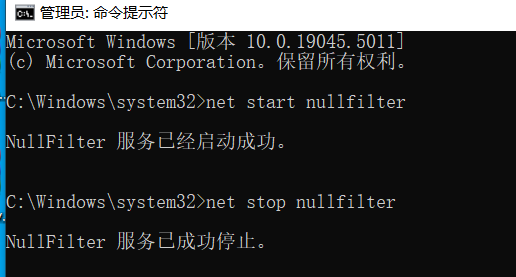 管理员: 命令提示符
Microsoft Windows [版本 10.0.19045.5011]
(c) Microsoft Corporation。保留所有权利。
C:\Windows\system32>net start nullfilter
NullFilter 服务已经启动成功。
C:\Windows\system32>net stop nullfilter
NullFilter 服务已成功停止。